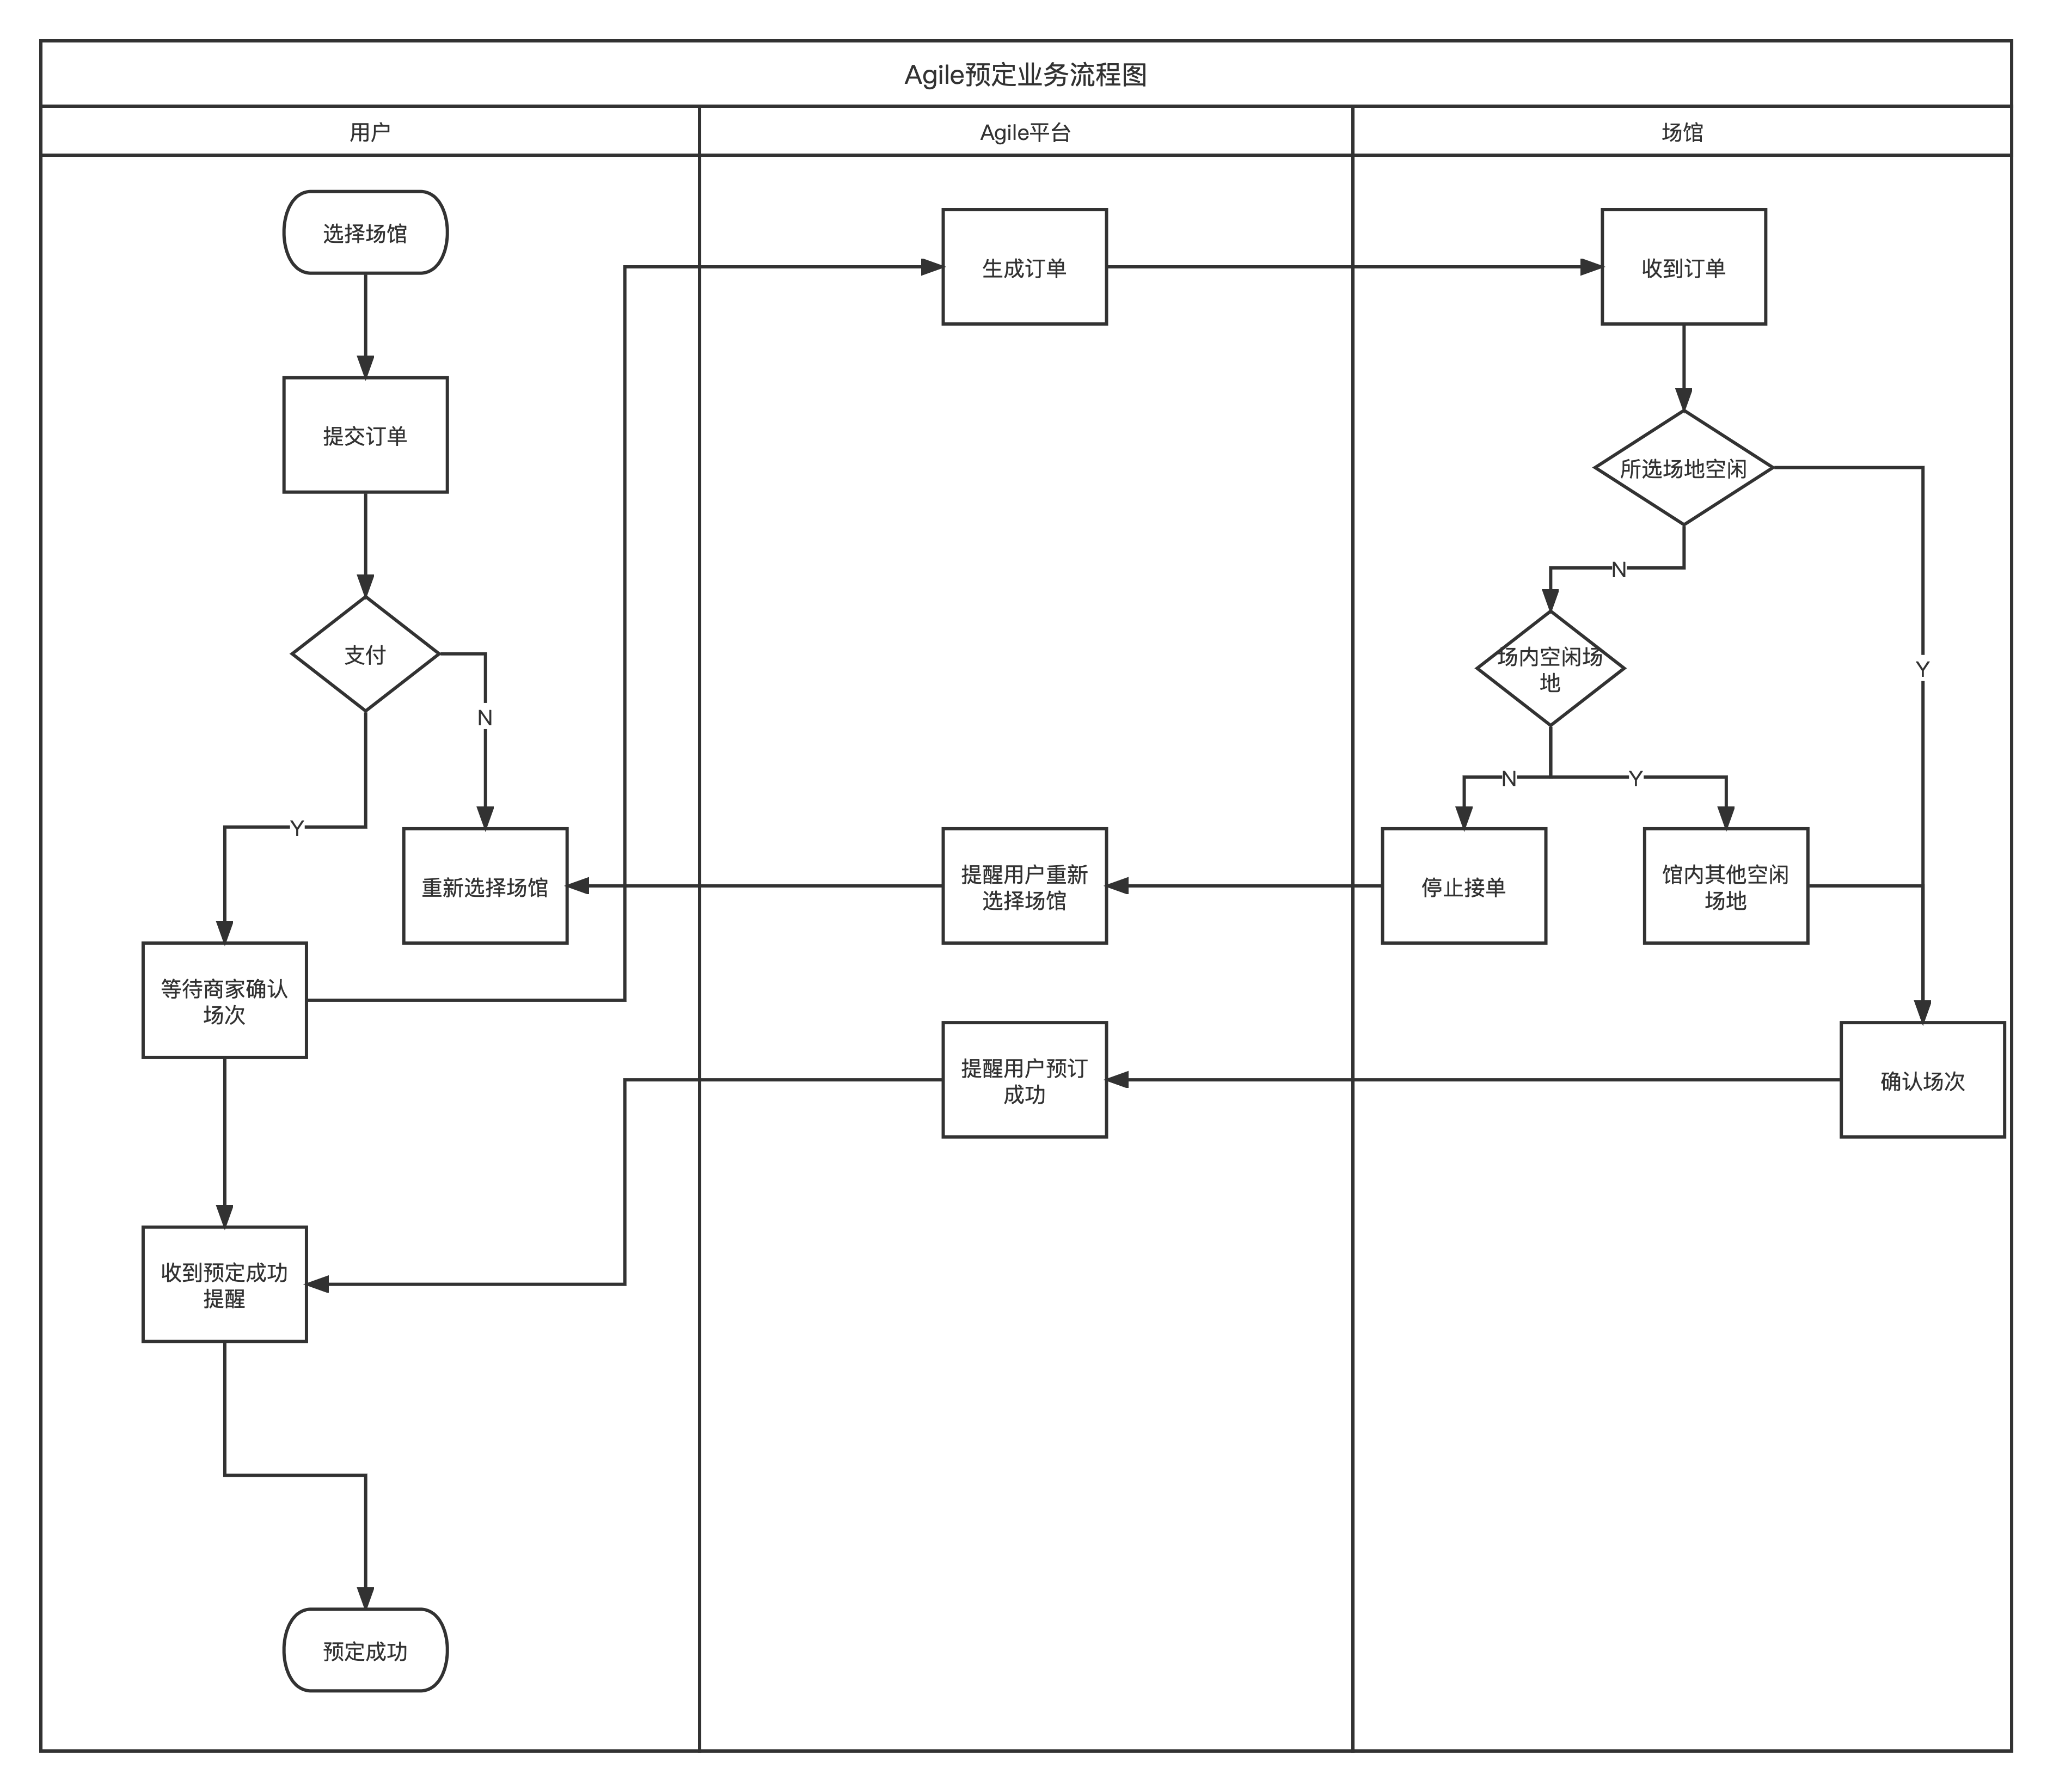 Agile预定业务流程图
用户
Agile平台
场馆
选择场馆
生成订单
收到订单
提交订单
所选场地空闲
N
支付
场内空闲场
地
Y
N
N
Y
Y
重新选择场馆
提醒用户重新
选择场馆
停止接单
馆内其他空闲
场地
等待商家确认
场次
提醒用户预订
成功
确认场次
收到预定成功
提醒
预定成功